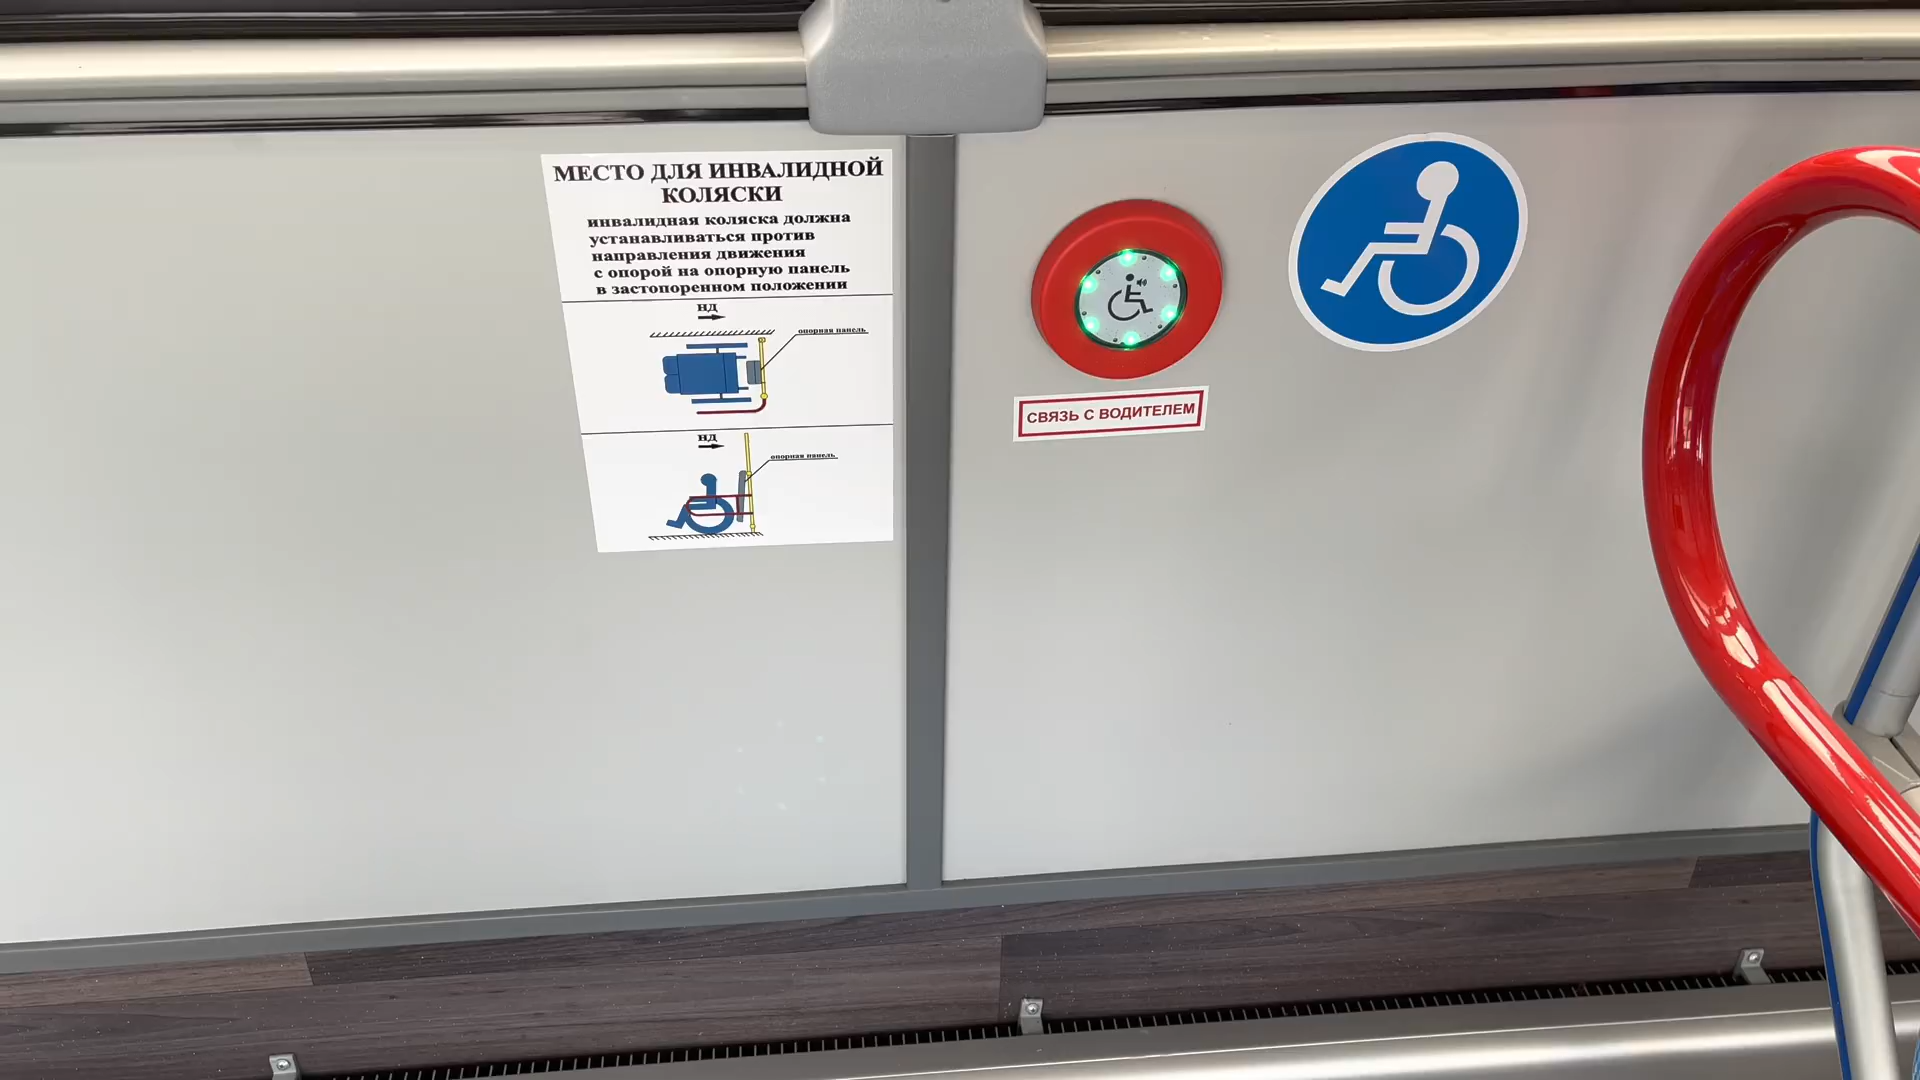 МЕСТО ДЛЯ ИНВАЛИДНОЙ
КОЛЯСКИ
инвалидная коляска должна
устанавливаться против
направления движения
с опорой на опорную панель
в застопоренном положении
НД
опорная панель
НД
опорная панель
СВЯЗЬ С ВОДИТЕЛЕМ